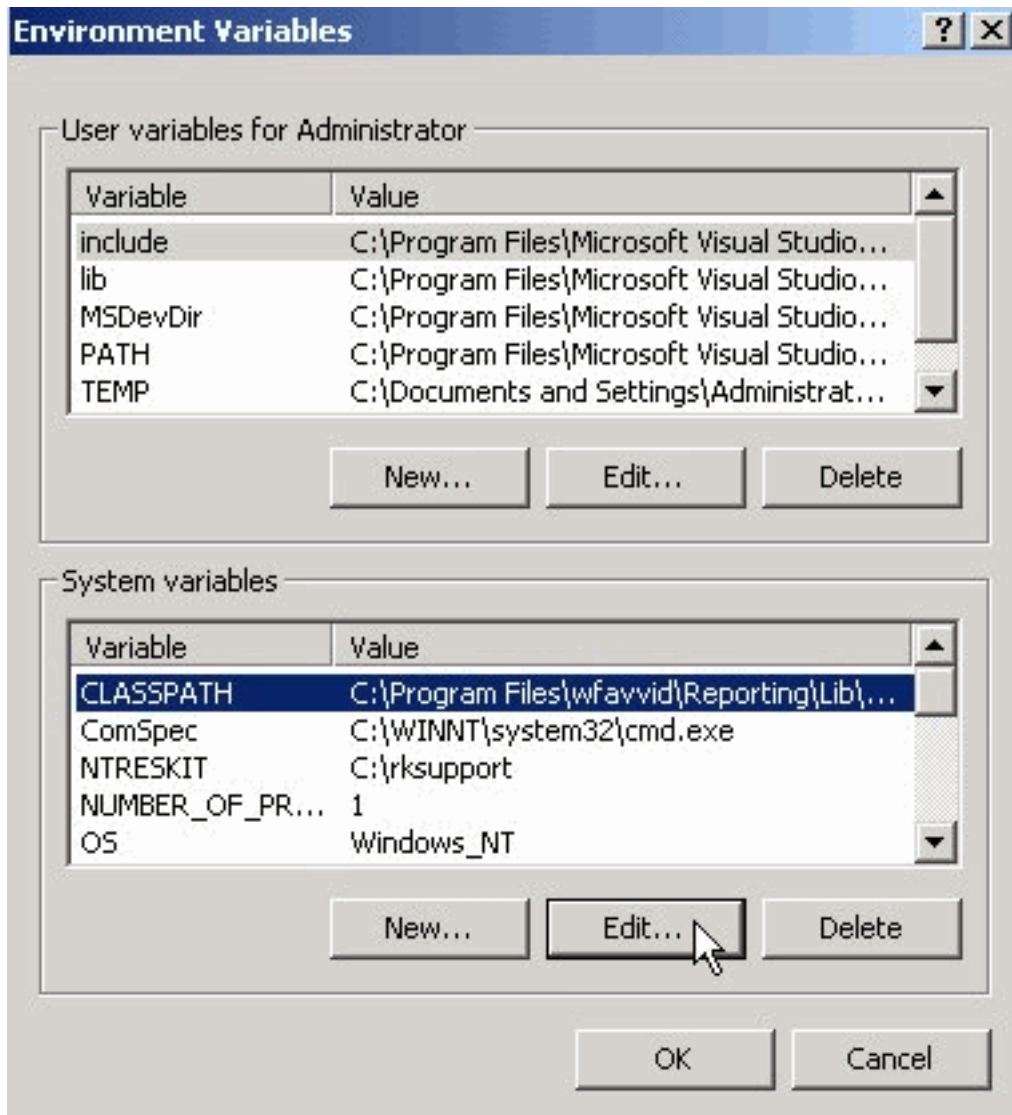 Environment Variables
User variables for Administrator
Variable Value
include C:\Program Files\Microsoft Visual Studio...
lib C:\Program Files\Microsoft Visual Studio...
MSDevDir C:\Program Files\Microsoft Visual Studio...
PATH C:\Program Files\Microsoft Visual Studio...
TEMP C:\Documents and Settings\Administrat...
New... Edit... Delete
System variables
Variable Value
CLASSPATH C:\Program Files\wfavvid\Reporting\Lib\...
ComSpec C:\WINNT\system32\cmd.exe
NTRESKIT C:\rksupport
NUMBER_OF_PR... 1
OS Windows_NT
New... Edit... Delete
OK Cancel